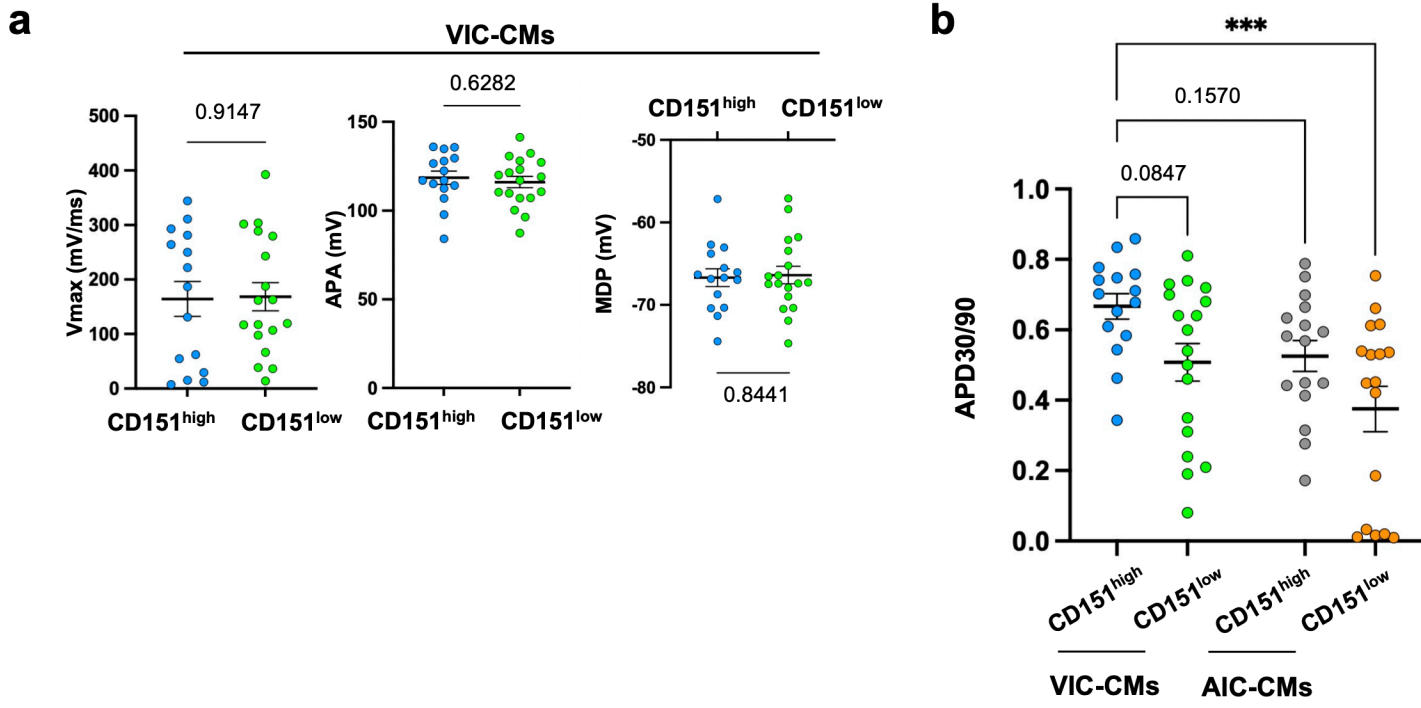 a
VIC-CMs
0.9147
500
400
300
200
100
0
Vmax (mV/ms)
CD151high
CD151low
0.6282
150
100
50
0
APA (mV)
CD151high
CD151low
CD151high
CD151low
-50
-60
-70
-80
MDP (mV)
0.8441
b
***
0.1570
0.0847
1.0
0.8
0.6
0.4
0.2
0.0
APD30/90
CD151high
CD151low
CD151high
CD151low
VIC-CMs
AIC-CMs